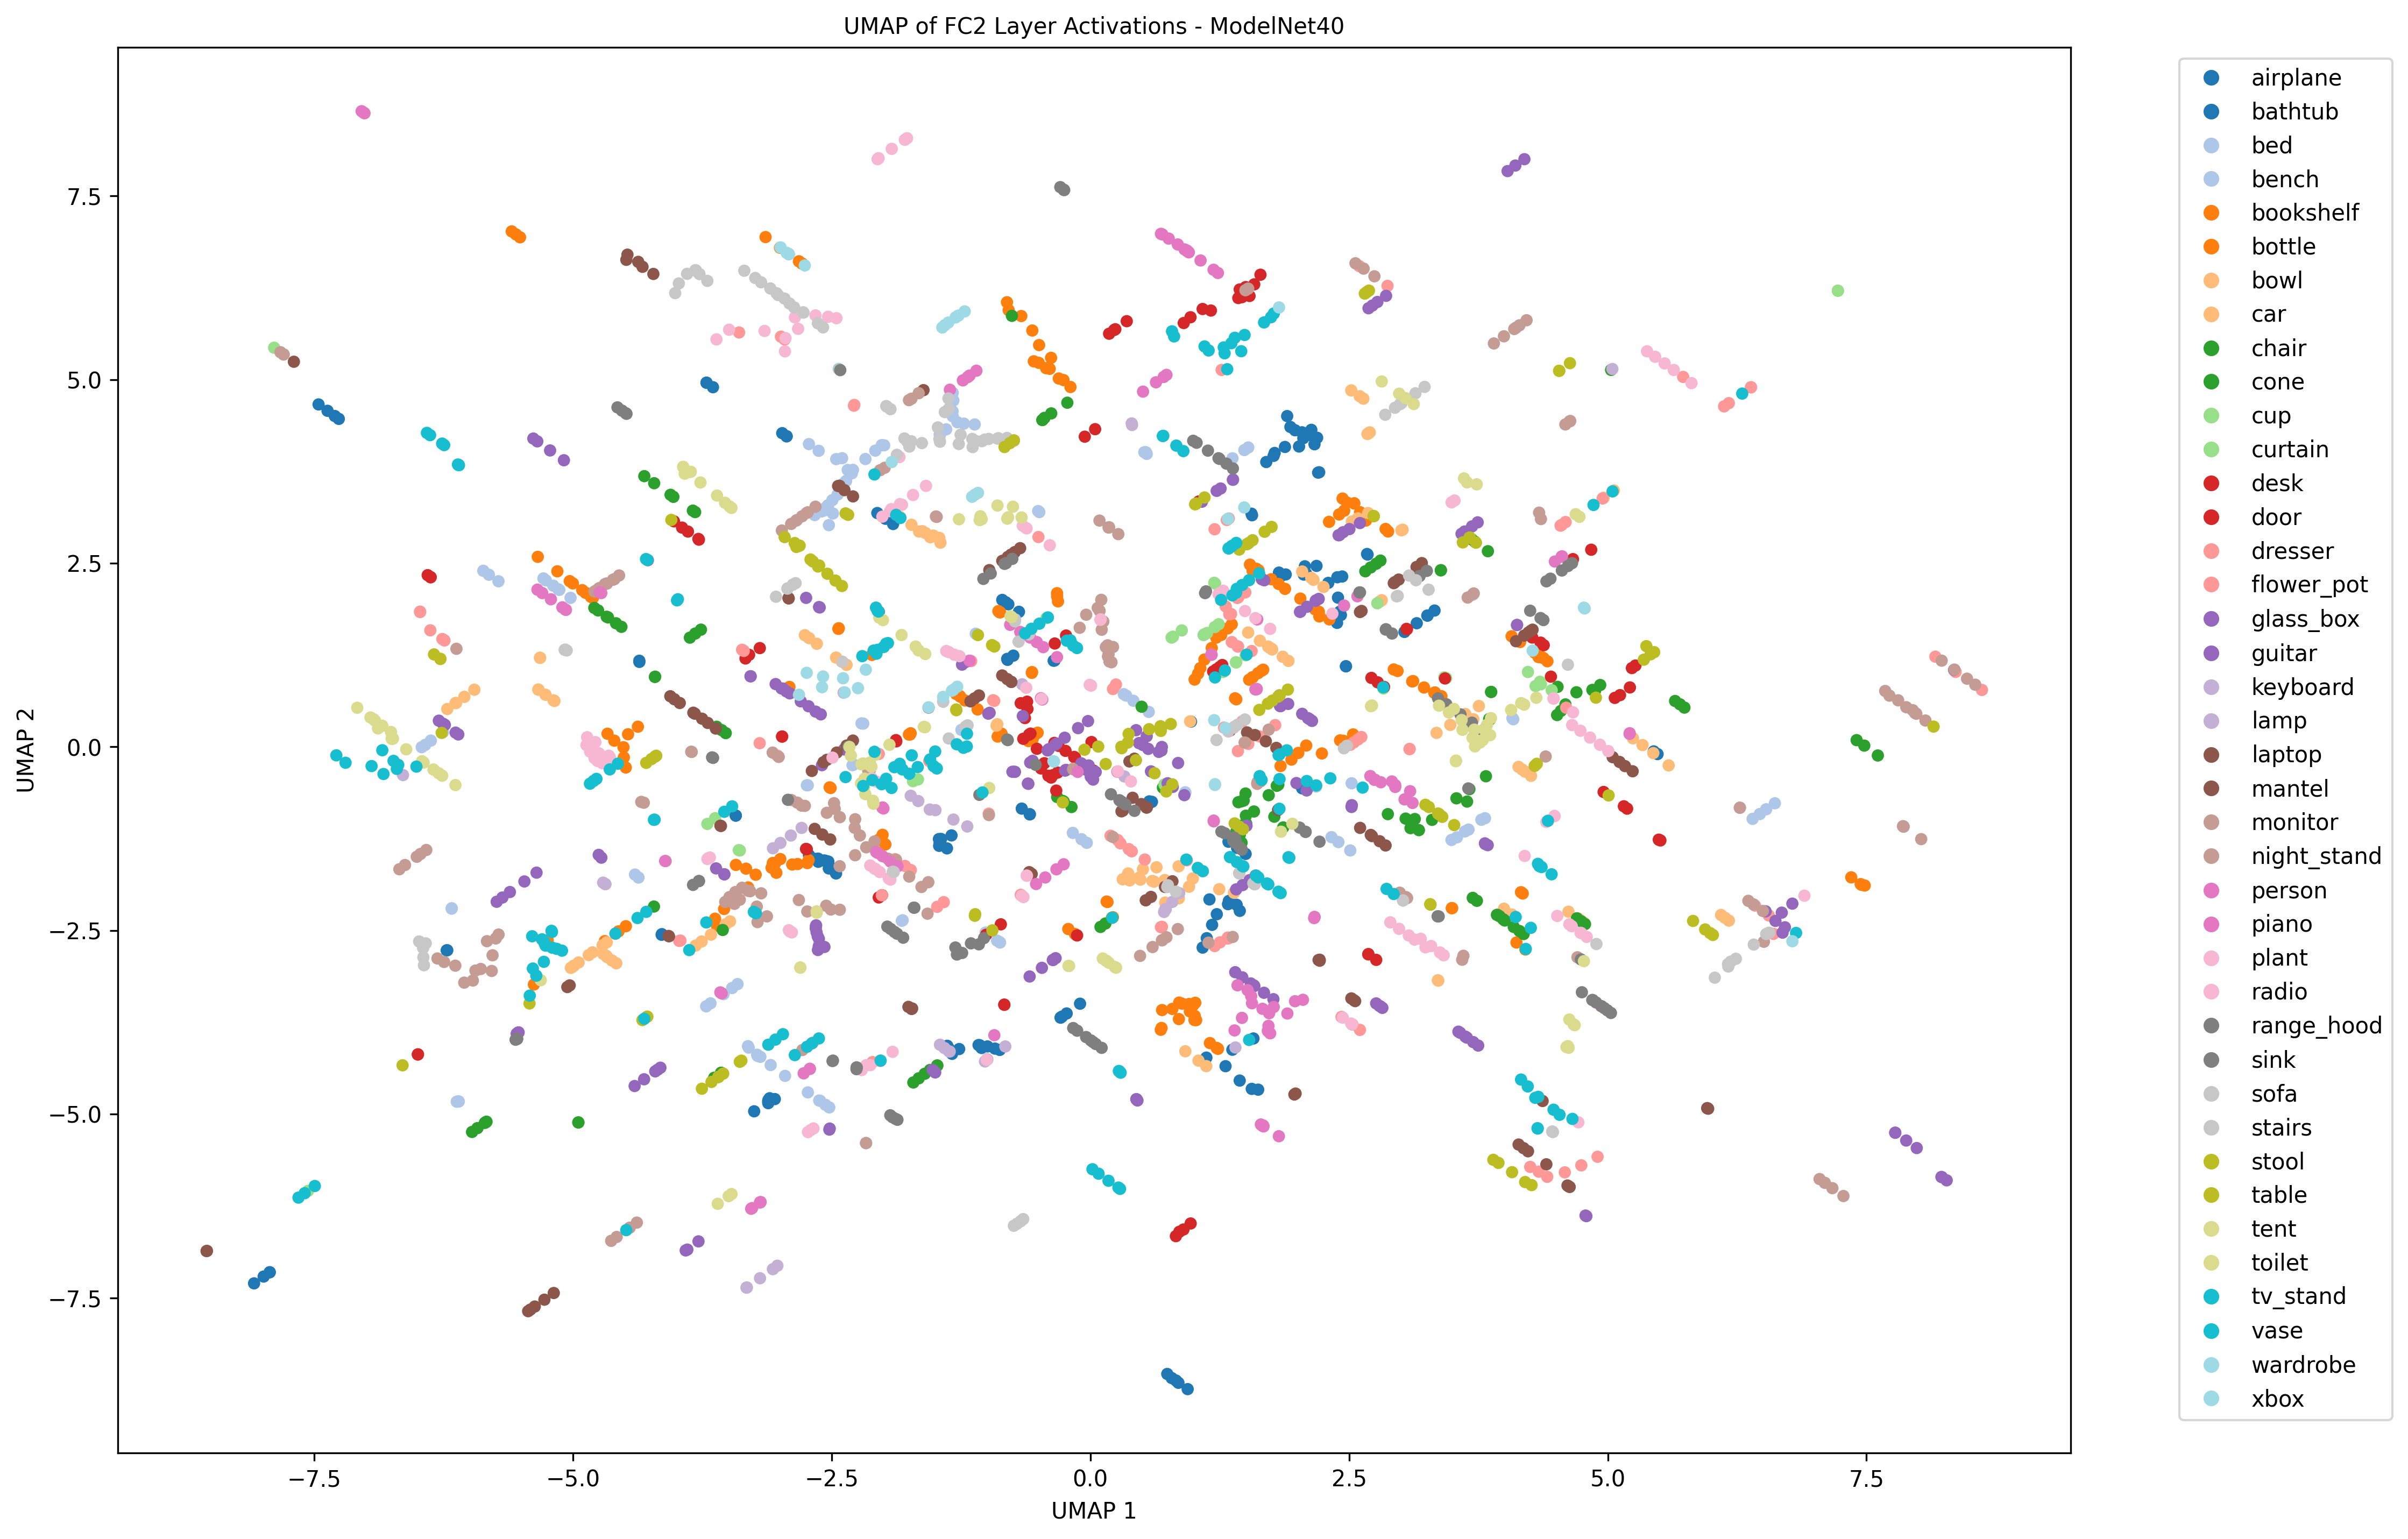 UMAP of FC2 Layer Activations - ModelNet40
7.5
5.0
2.5
0.0
−2.5
−5.0
−7.5
UMAP 2
−7.5
−5.0
−2.5
0.0
2.5
5.0
7.5
UMAP 1
airplane
bathtub
bed
bench
bookshelf
bottle
bowl
car
chair
cone
cup
curtain
desk
door
dresser
flower_pot
glass_box
guitar
keyboard
lamp
laptop
mantel
monitor
night_stand
person
piano
plant
radio
range_hood
sink
sofa
stairs
stool
table
tent
toilet
tv_stand
vase
wardrobe
xbox